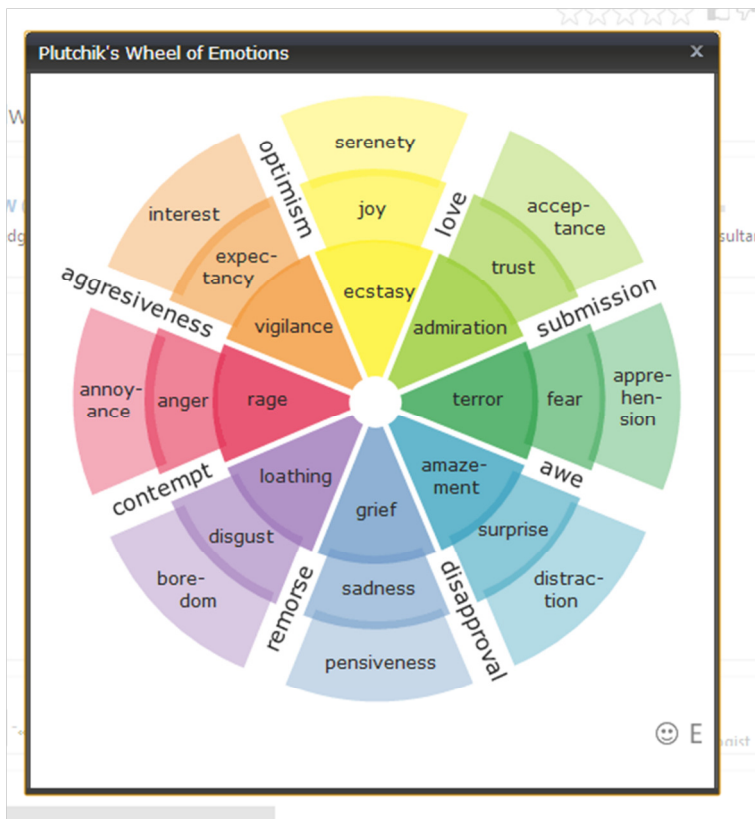 Plutchik's Wheel of Emotions
x
serenety
joy
ecstasy
optimism
love
interest
expec-
tancy
vigilance
accep-
tance
trust
admiration
aggresiveness
submission
annoy-
ance
anger
rage
terror
fear
appre-
hen-
sion
contempt
awe
loathing
disgust
bore-
dom
grief
sadness
pensiveness
amaze-
ment
surprise
distrac-
tion
remorse
disapproval
E